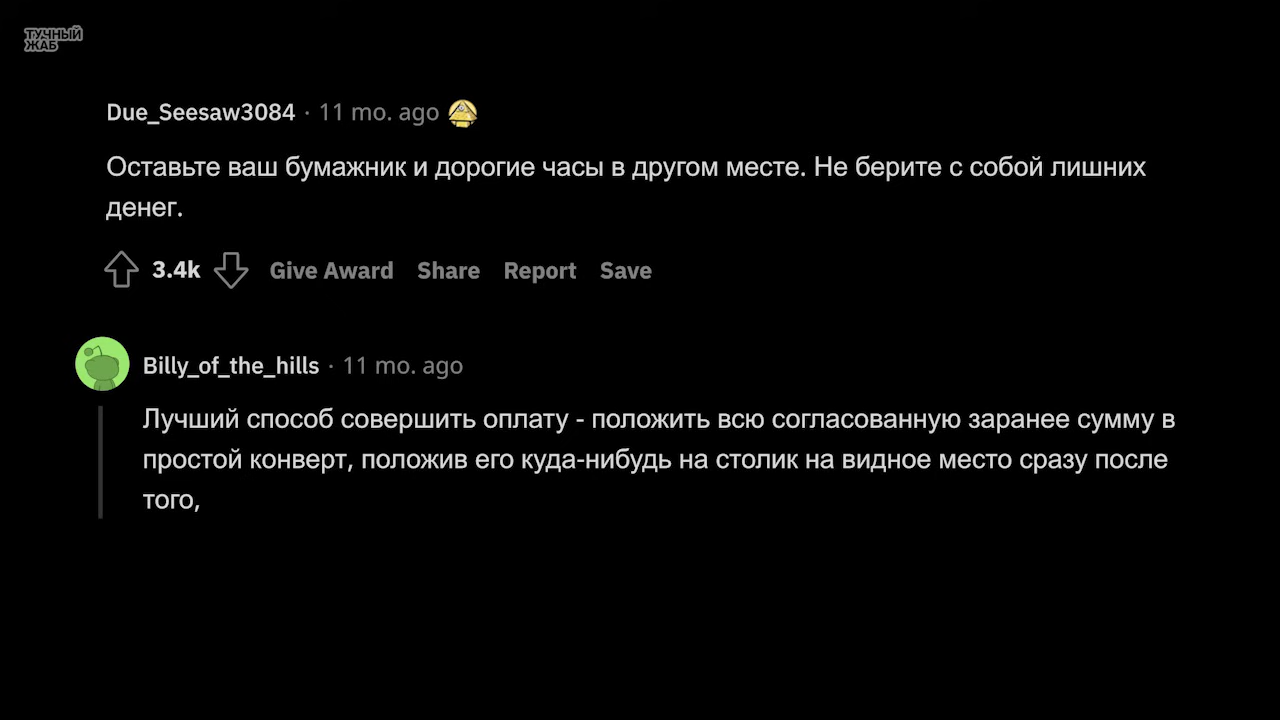 ТУЧНЫЙ
ЖАБ
Due_Seesaw3084 · 11 mo. ago
Оставьте ваш бумажник и дорогие часы в другом месте. Не берите с собой лишних
денег.
3.4k Give Award Share Report Save
Billy_of_the_hills · 11 mo. ago
Лучший способ совершить оплату - положить всю согласованную заранее сумму в
простой конверт, положив его куда-нибудь на столик на видное место сразу после
того,